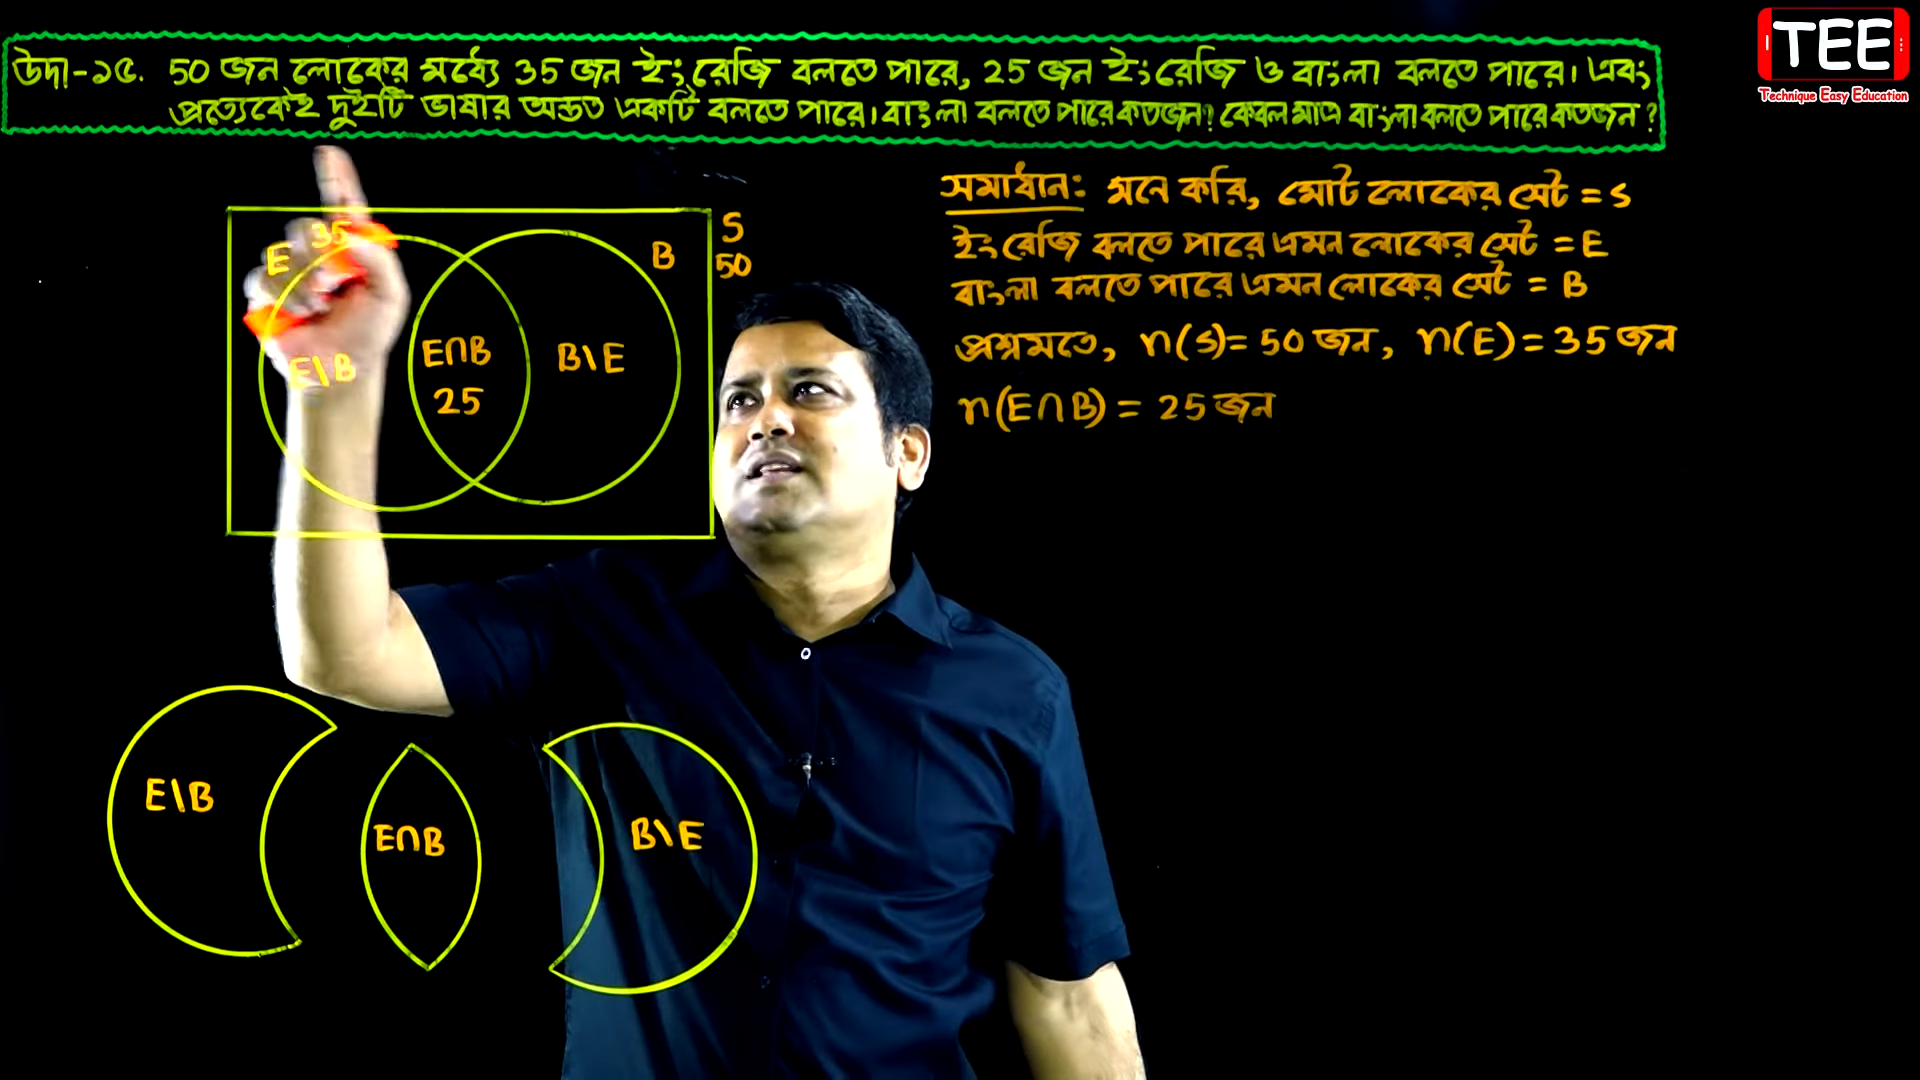 TEE
Technique Easy Education
উদা-১৫. 50 জন লোকের মধ্যে 35 জন ইংরেজি বলতে পারে, 25 জন ইংরেজি ও বাংলা বলতে পারে। এবং
প্রত্যেকেই দুইটি ভাষার অন্তত একটি বলতে পারে। বাংলা বলতে পারে কতজন? কেবল মাত্র বাংলা বলতে পারে কতজন?
সমাধান: মনে করি, মোট লোকের সেট = S
ইংরেজি বলতে পারে এমন লোকের সেট = E
বাংলা বলতে পারে এমন লোকের সেট = B
প্রশ্নমতে, n(S)= 50 জন, n(E) = 35 জন
n(E∩B) = 25 জন
S
50
E
35
B
E\B
E∩B
25
B\E
E\B
E∩B
B\E